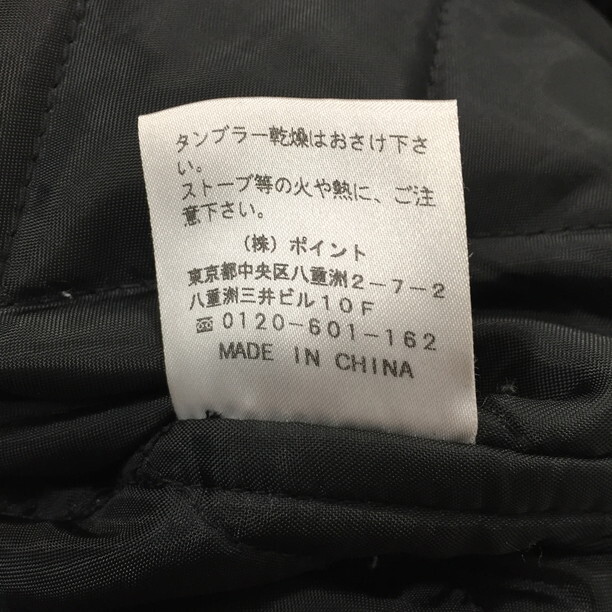 タンブラー乾燥はおさけ下さ
い。
ストーブ等の火や熱に、ご注
意下さい。
（株）ポイント
東京都中央区八重洲2-7-2
八重洲三井ビル10F
☎0120-601-162
MADE IN CHINA